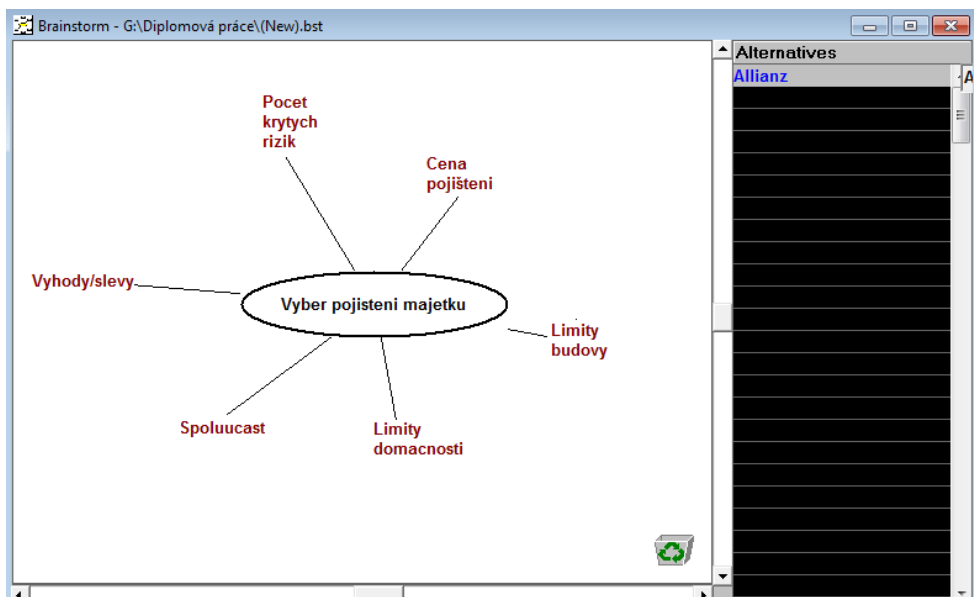 Brainstorm - G:\Diplomová práce\(New).bst
Alternatives
Allianz
A
Pocet
krytych
rizik
Cena
pojišteni
Vyhody/slevy
Vyber pojisteni majetku
Limity
budovy
Spoluucast
Limity
domacnosti